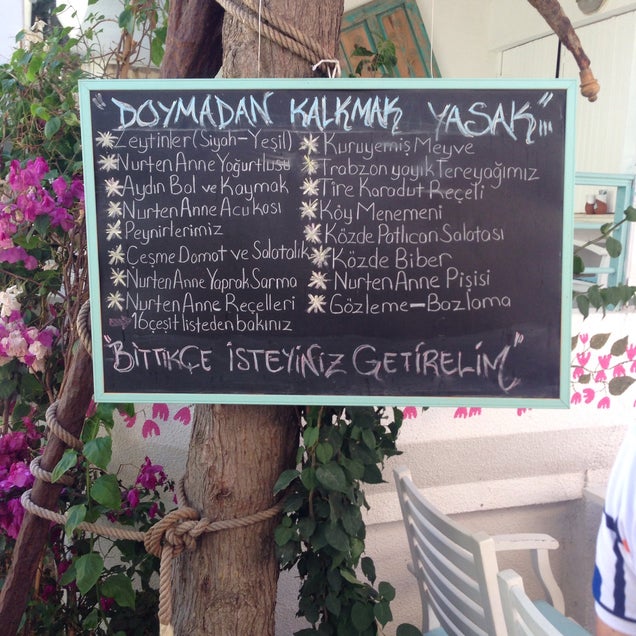 "DOYMADAN KALKMAK YASAK"...
Zeytinler (Siyah-Yeşil)
Nurten Anne Yoğurtlusu
Aydın Bal ve Kaymak
Nurten Anne Acukası
Peynirlerimiz
Çeşme Domat ve Salatalık
Nurten Anne Yaprak Sarma
Nurten Anne Reçelleri
16 çeşit listeden bakınız
Kuruyemiş Meyve
Trabzon yayık Tereyağımız
Tire Karadut Reçeli
Köy Menemeni
Közde Patlıcan Salatası
Közde Biber
Nurten Anne Pişisi
Gözleme - Bazlama
"BİTTİKÇE İSTEYİNİZ GETİRELİM"